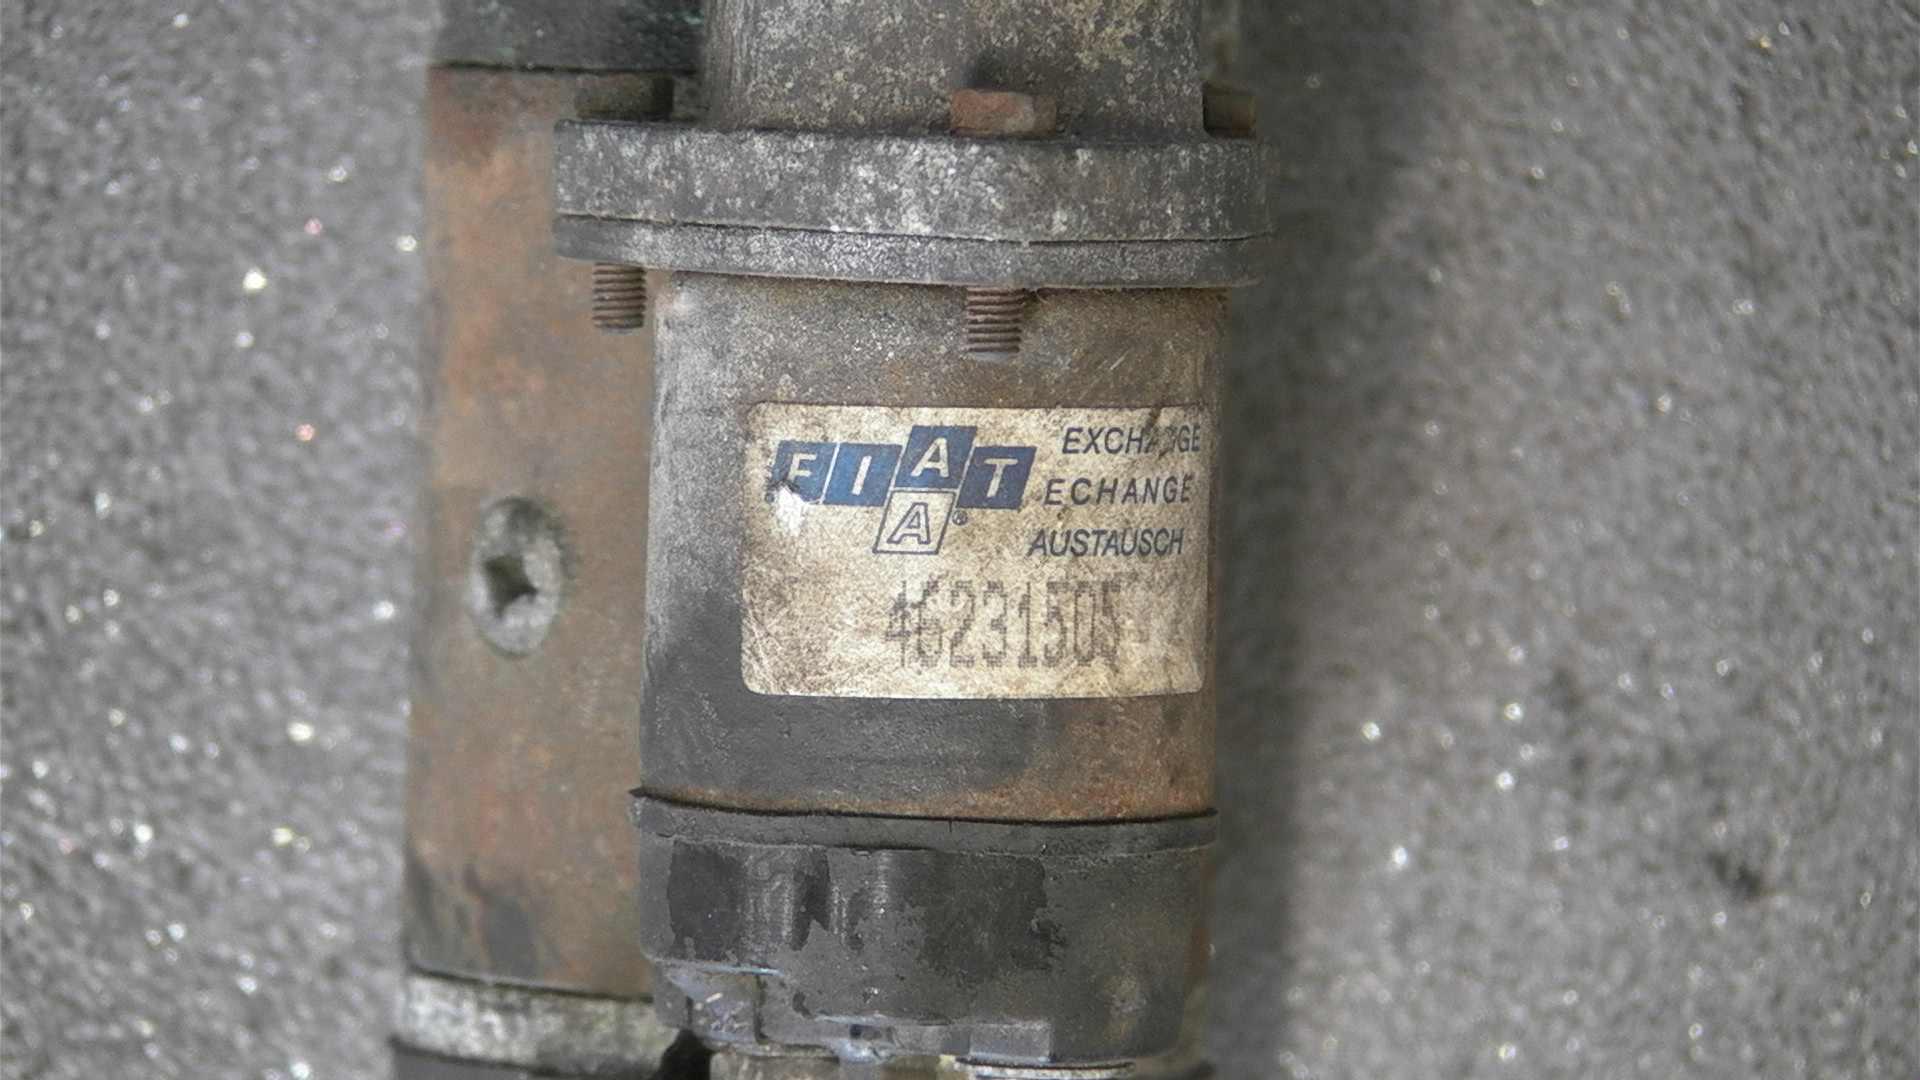 FIAT
A®
EXCHANGE
ECHANGE
AUSTAUSCH
46231505